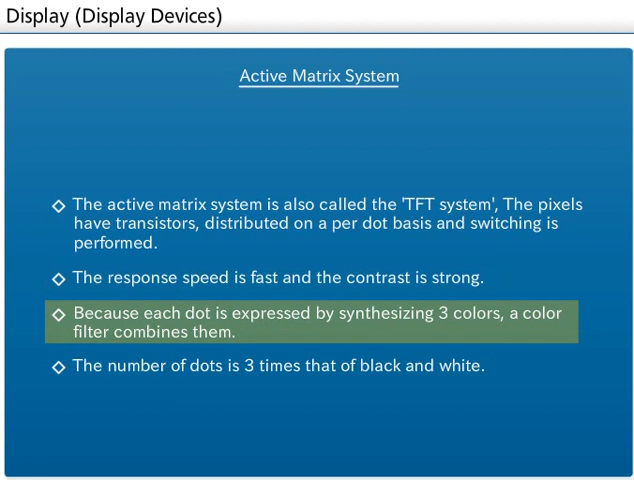 Display (Display Devices)
Active Matrix System
◇ The active matrix system is also called the 'TFT system', The pixels
have transistors, distributed on a per dot basis and switching is
performed.
◇ The response speed is fast and the contrast is strong.
◇ Because each dot is expressed by synthesizing 3 colors, a color
filter combines them.
◇ The number of dots is 3 times that of black and white.